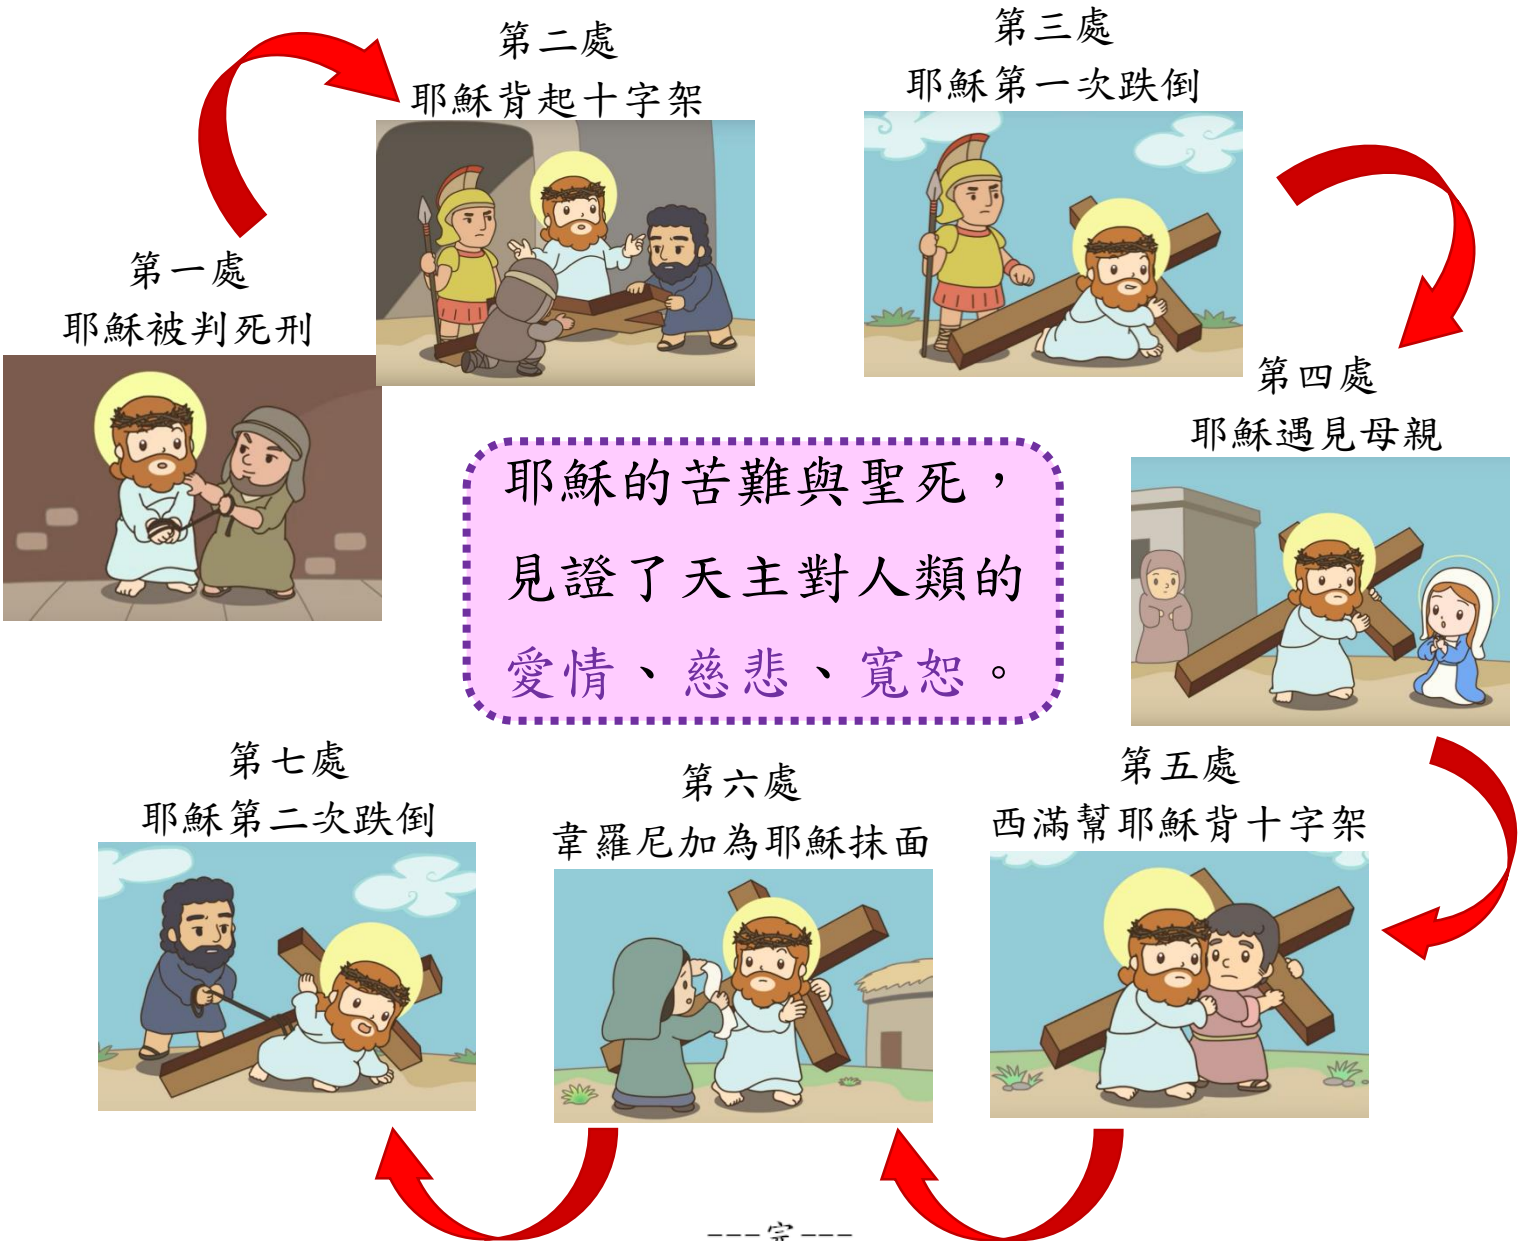 第一處
耶穌被判死刑
第二處
耶穌背起十字架
第三處
耶穌第一次跌倒
第四處
耶穌遇見母親
耶穌的苦難與聖死，
見證了天主對人類的
愛情、慈悲、寬恕。
第五處
西滿幫耶穌背十字架
第六處
韋羅尼加為耶穌抹面
第七處
耶穌第二次跌倒
---完---